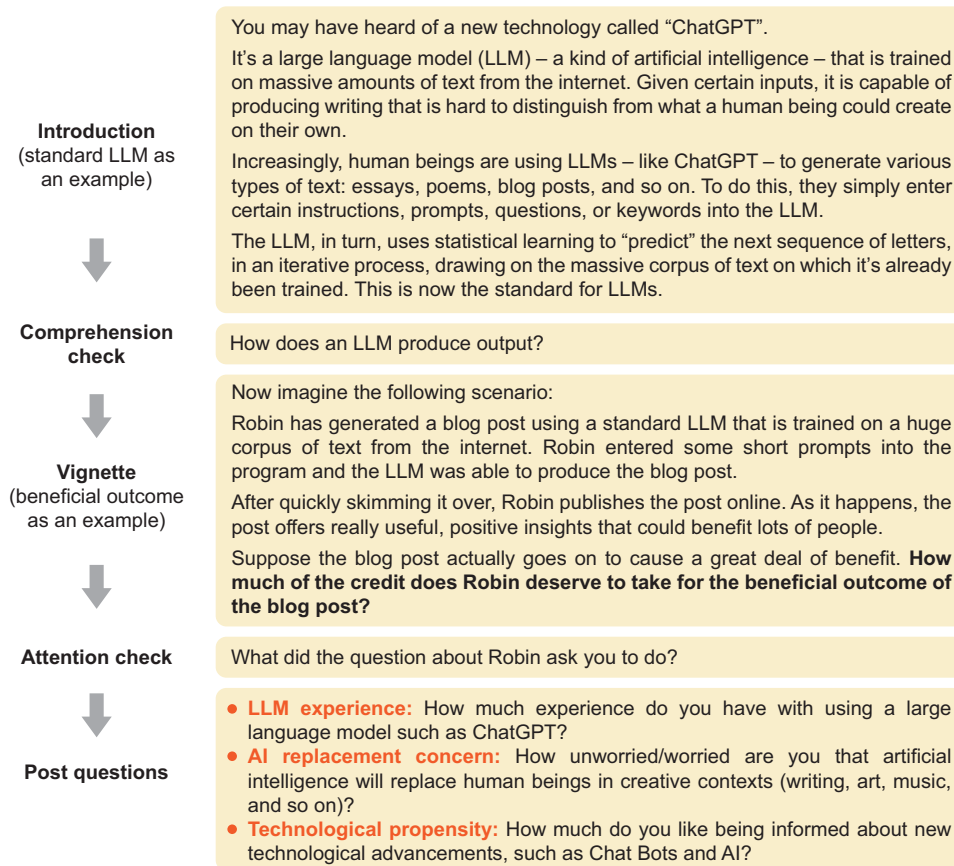 You may have heard of a new technology called “ChatGPT”.
It’s a large language model (LLM) – a kind of artificial intelligence – that is trained
on massive amounts of text from the internet. Given certain inputs, it is capable of
producing writing that is hard to distinguish from what a human being could create
on their own.
Increasingly, human beings are using LLMs – like ChatGPT – to generate various
types of text: essays, poems, blog posts, and so on. To do this, they simply enter
certain instructions, prompts, questions, or keywords into the LLM.
The LLM, in turn, uses statistical learning to “predict” the next sequence of letters,
in an iterative process, drawing on the massive corpus of text on which it’s already
been trained. This is now the standard for LLMs.
Introduction
(standard LLM as
an example)
Comprehension
check
How does an LLM produce output?
Now imagine the following scenario:
Robin has generated a blog post using a standard LLM that is trained on a huge
corpus of text from the internet. Robin entered some short prompts into the
program and the LLM was able to produce the blog post.
After quickly skimming it over, Robin publishes the post online. As it happens, the
post offers really useful, positive insights that could benefit lots of people.
Suppose the blog post actually goes on to cause a great deal of benefit. How
much of the credit does Robin deserve to take for the beneficial outcome of
the blog post?
Vignette
(beneficial outcome
as an example)
Attention check
What did the question about Robin ask you to do?
Post questions
• LLM experience: How much experience do you have with using a large
language model such as ChatGPT?
• AI replacement concern: How unworried/worried are you that artificial
intelligence will replace human beings in creative contexts (writing, art, music,
and so on)?
• Technological propensity: How much do you like being informed about new
technological advancements, such as Chat Bots and AI?